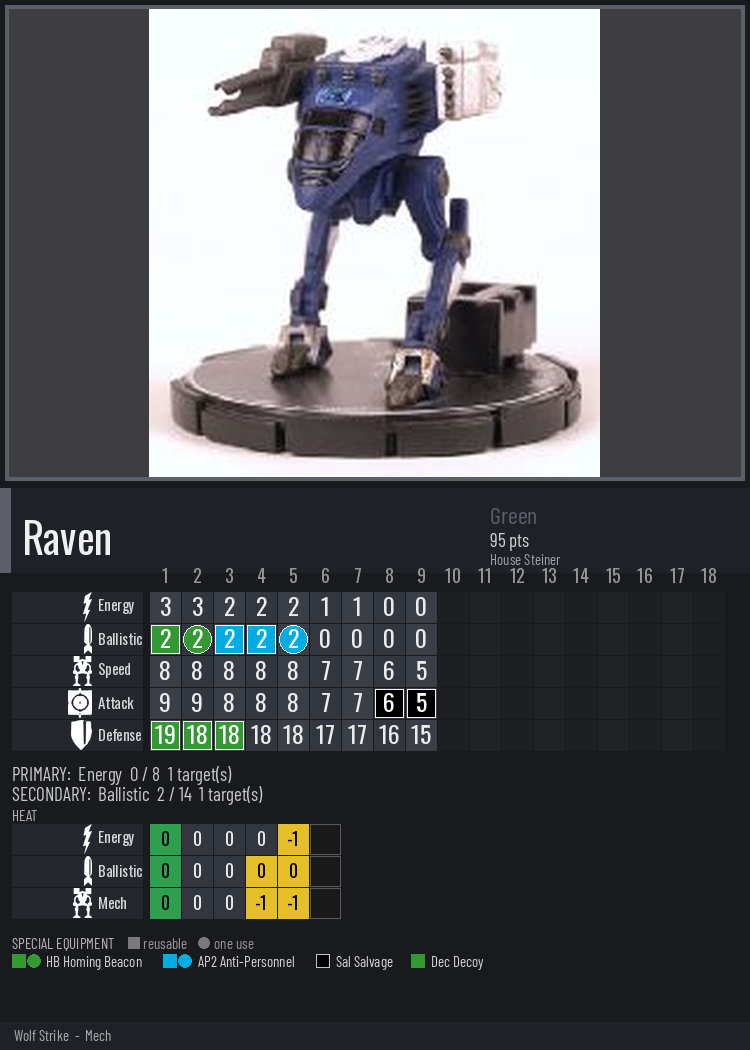 Raven
Green
95 pts
House Steiner
1 2 3 4 5 6 7 8 9 10 11 12 13 14 15 16 17 18
Energy 3 3 2 2 2 1 1 0 0
Ballistic 2 2 2 2 2 0 0 0 0
Speed 8 8 8 8 8 7 7 6 5
Attack 9 9 8 8 8 7 7 6 5
Defense 19 18 18 18 18 17 17 16 15
PRIMARY: Energy 0 / 8 1 target(s)
SECONDARY: Ballistic 2 / 14 1 target(s)
HEAT
Energy 0 0 0 0 -1
Ballistic 0 0 0 0 0
Mech 0 0 0 -1 -1
SPECIAL EQUIPMENT reusable one use
HB Homing Beacon AP2 Anti-Personnel Sal Salvage Dec Decoy
Wolf Strike - Mech